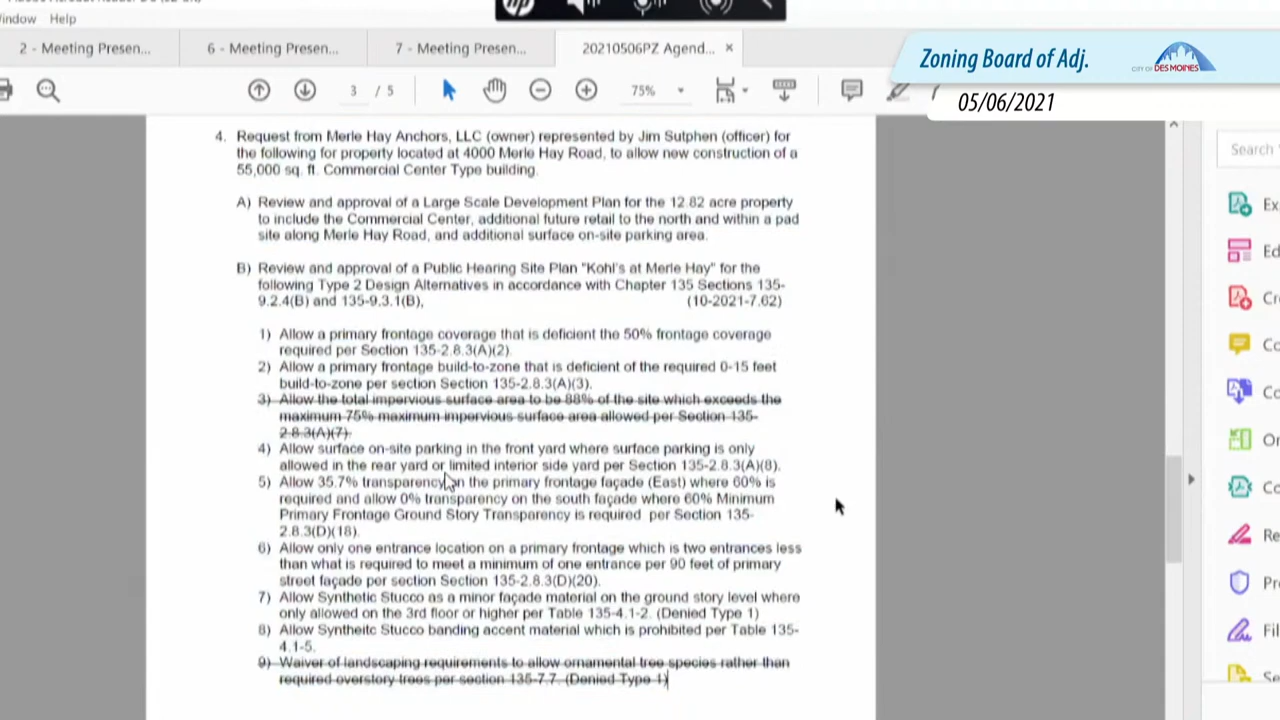 indow Help
2 - Meeting Presen...
6 - Meeting Presen...
7 - Meeting Presen...
20210506PZ Agend... ×
Zoning Board of Adj.
CITY OF DES MOINES
05/06/2021
3 / 5
75%
Search
4. Request from Merle Hay Anchors, LLC (owner) represented by Jim Sutphen (officer) for
the following for property located at 4000 Merle Hay Road, to allow new construction of a
55,000 sq. ft. Commercial Center Type building.
A) Review and approval of a Large Scale Development Plan for the 12.82 acre property
to include the Commercial Center, additional future retail to the north and within a pad
site along Merle Hay Road, and additional surface on-site parking area.
B) Review and approval of a Public Hearing Site Plan "Kohl's at Merle Hay" for the
following Type 2 Design Alternatives in accordance with Chapter 135 Sections 135-
9.2.4(B) and 135-9.3.1(B), (10-2021-7.62)
1) Allow a primary frontage coverage that is deficient the 50% frontage coverage
required per Section 135-2.8.3(A)(2).
2) Allow a primary frontage build-to-zone that is deficient of the required 0-15 feet
build-to-zone per section Section 135-2.8.3(A)(3).
3) Allow the total impervious surface area to be 88% of the site which exceeds the
maximum 75% maximum impervious surface area allowed per Section 135-
2.8.3(A)(7).
4) Allow surface on-site parking in the front yard where surface parking is only
allowed in the rear yard or limited interior side yard per Section 135-2.8.3(A)(8).
5) Allow 35.7% transparency on the primary frontage façade (East) where 60% is
required and allow 0% transparency on the south façade where 60% Minimum
Primary Frontage Ground Story Transparency is required per Section 135-
2.8.3(D)(18).
6) Allow only one entrance location on a primary frontage which is two entrances less
than what is required to meet a minimum of one entrance per 90 feet of primary
street façade per section Section 135-2.8.3(D)(20).
7) Allow Synthetic Stucco as a minor façade material on the ground story level where
only allowed on the 3rd floor or higher per Table 135-4.1-2. (Denied Type 1)
8) Allow Syntheitc Stucco banding accent material which is prohibited per Table 135-
4.1-5.
9) Waiver of landscaping requirements to allow ornamental tree species rather than
required overstory trees per section 135-7.7. (Denied Type 1)
Ex
Ed
Cr
Co
Co
Or
Co
Re
Pr
Fil
Se